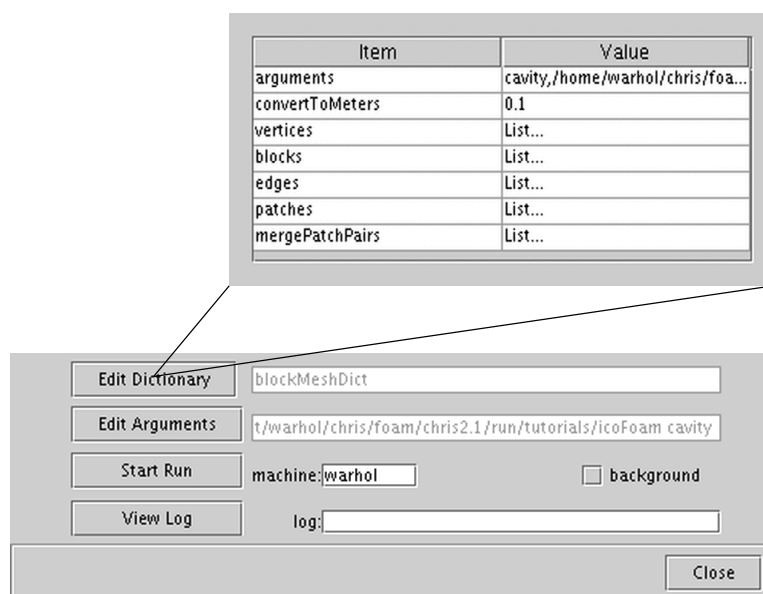 Item Value
arguments cavity,/home/warhol/chris/foa...
convertToMeters 0.1
vertices List...
blocks List...
edges List...
patches List...
mergePatchPairs List...
Edit Dictionary blockMeshDict
Edit Arguments t/warhol/chris/foam/chris2.1/run/tutorials/icoFoam cavity
Start Run machine: warhol background
View Log log:
Close